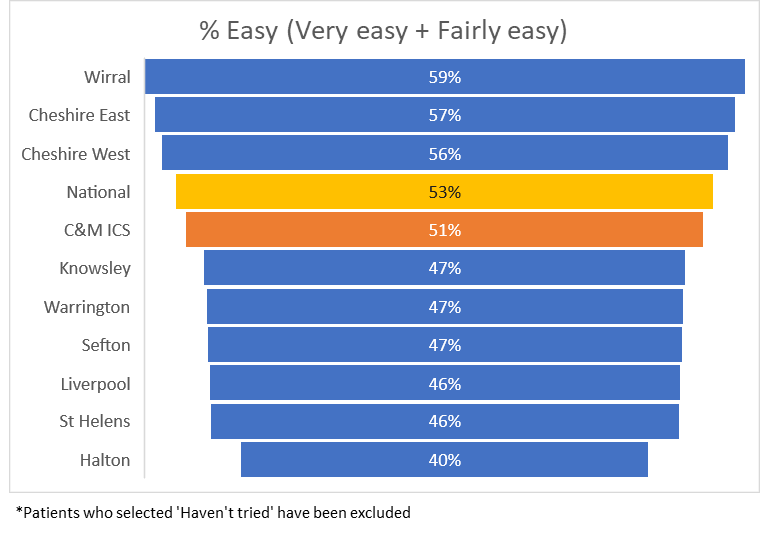 % Easy (Very easy + Fairly easy)
Wirral 59%
Cheshire East 57%
Cheshire West 56%
National 53%
C&M ICS 51%
Knowsley 47%
Warrington 47%
Sefton 47%
Liverpool 46%
St Helens 46%
Halton 40%
*Patients who selected 'Haven't tried' have been excluded